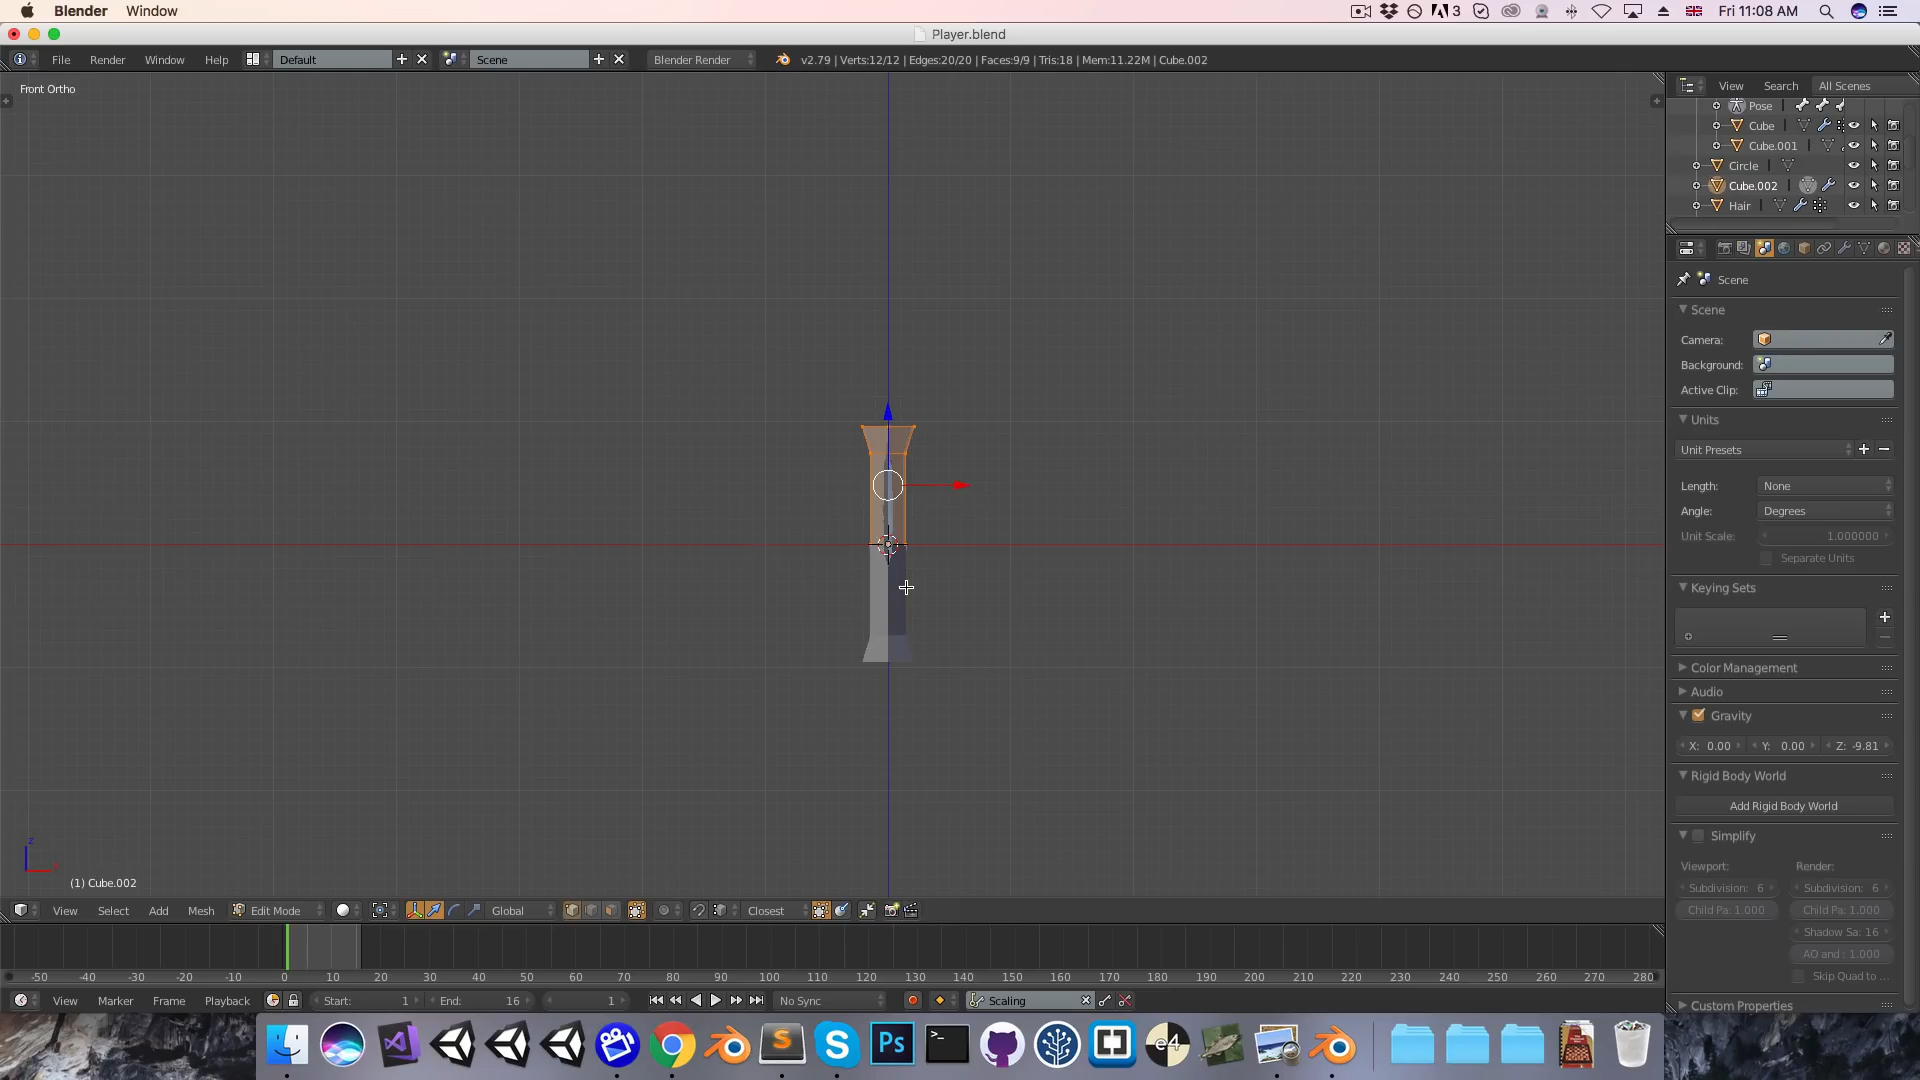 Blender Window
3
Fri 11:08 AM
Player.blend
File Render Window Help
Default
Scene
Blender Render
v2.79 | Verts:12/12 | Edges:20/20 | Faces:9/9 | Tris:18 | Mem:11.22M | Cube.002
View Search All Scenes
Front Ortho
Pose
Cube
Cube.001
Circle
Cube.002
Hair
Scene
Scene
Camera:
Background:
Active Clip:
Units
Unit Presets
Length: None
Angle: Degrees
Unit Scale: 1.000000
Separate Units
Keying Sets
Color Management
Audio
Gravity
X: 0.00 Y: 0.00 Z: -9.81
Rigid Body World
Add Rigid Body World
Simplify
Viewport: Render:
Subdivision: 6 Subdivision: 6
Child Pa: 1.000 Child Pa: 1.000
Shadow Sa: 16
AO and : 1.000
Skip Quad to ...
Custom Properties
z
(1) Cube.002
View Select Add Mesh Edit Mode Global Closest
-50 -40 -30 -20 -10 0 10 20 30 40 50 60 70 80 90 100 110 120 130 140 150 160 170 180 190 200 210 220 230 240 250 260 270 280
View Marker Frame Playback Start: 1 End: 16 1 No Sync Scaling
Ps
e4